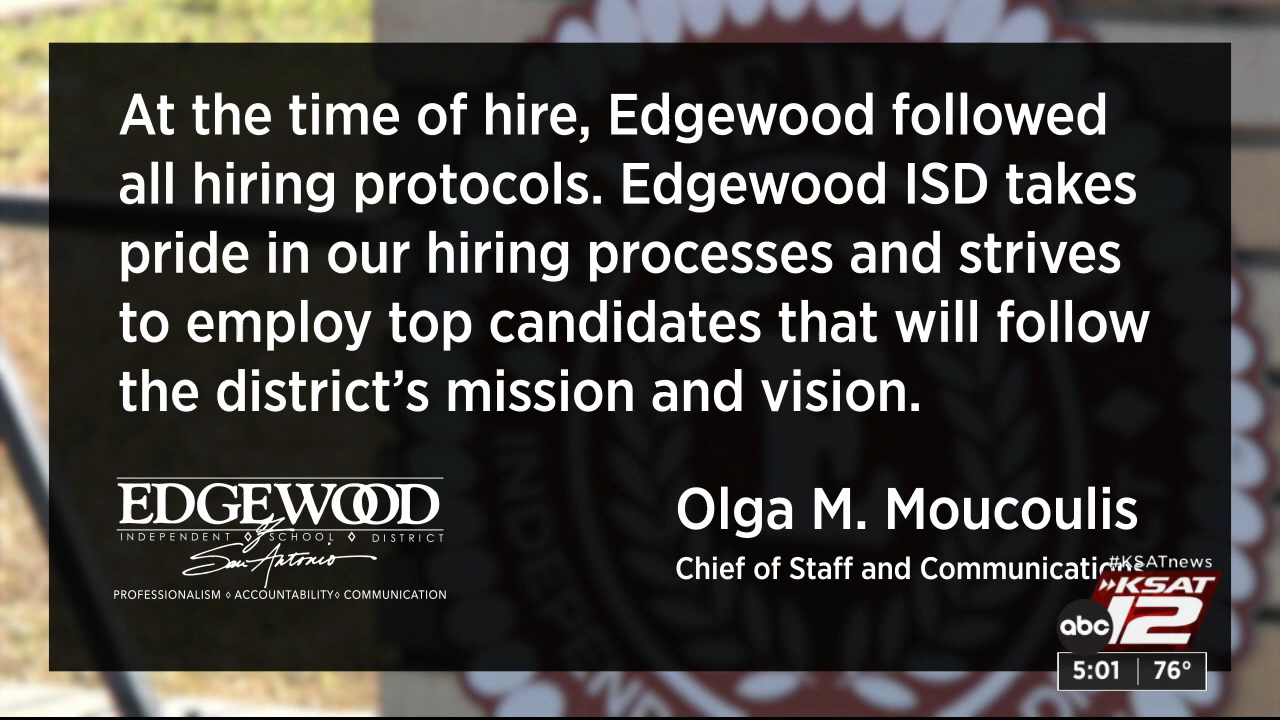 At the time of hire, Edgewood followed
all hiring protocols. Edgewood ISD takes
pride in our hiring processes and strives
to employ top candidates that will follow
the district's mission and vision.
EDGEWOOD
INDEPENDENT SCHOOL DISTRICT
of San Antonio
PROFESSIONALISM ◊ ACCOUNTABILITY◊ COMMUNICATION
Olga M. Moucoulis
Chief of Staff and Communications
#KSATnews
KSAT
abc 12
5:01 | 76°